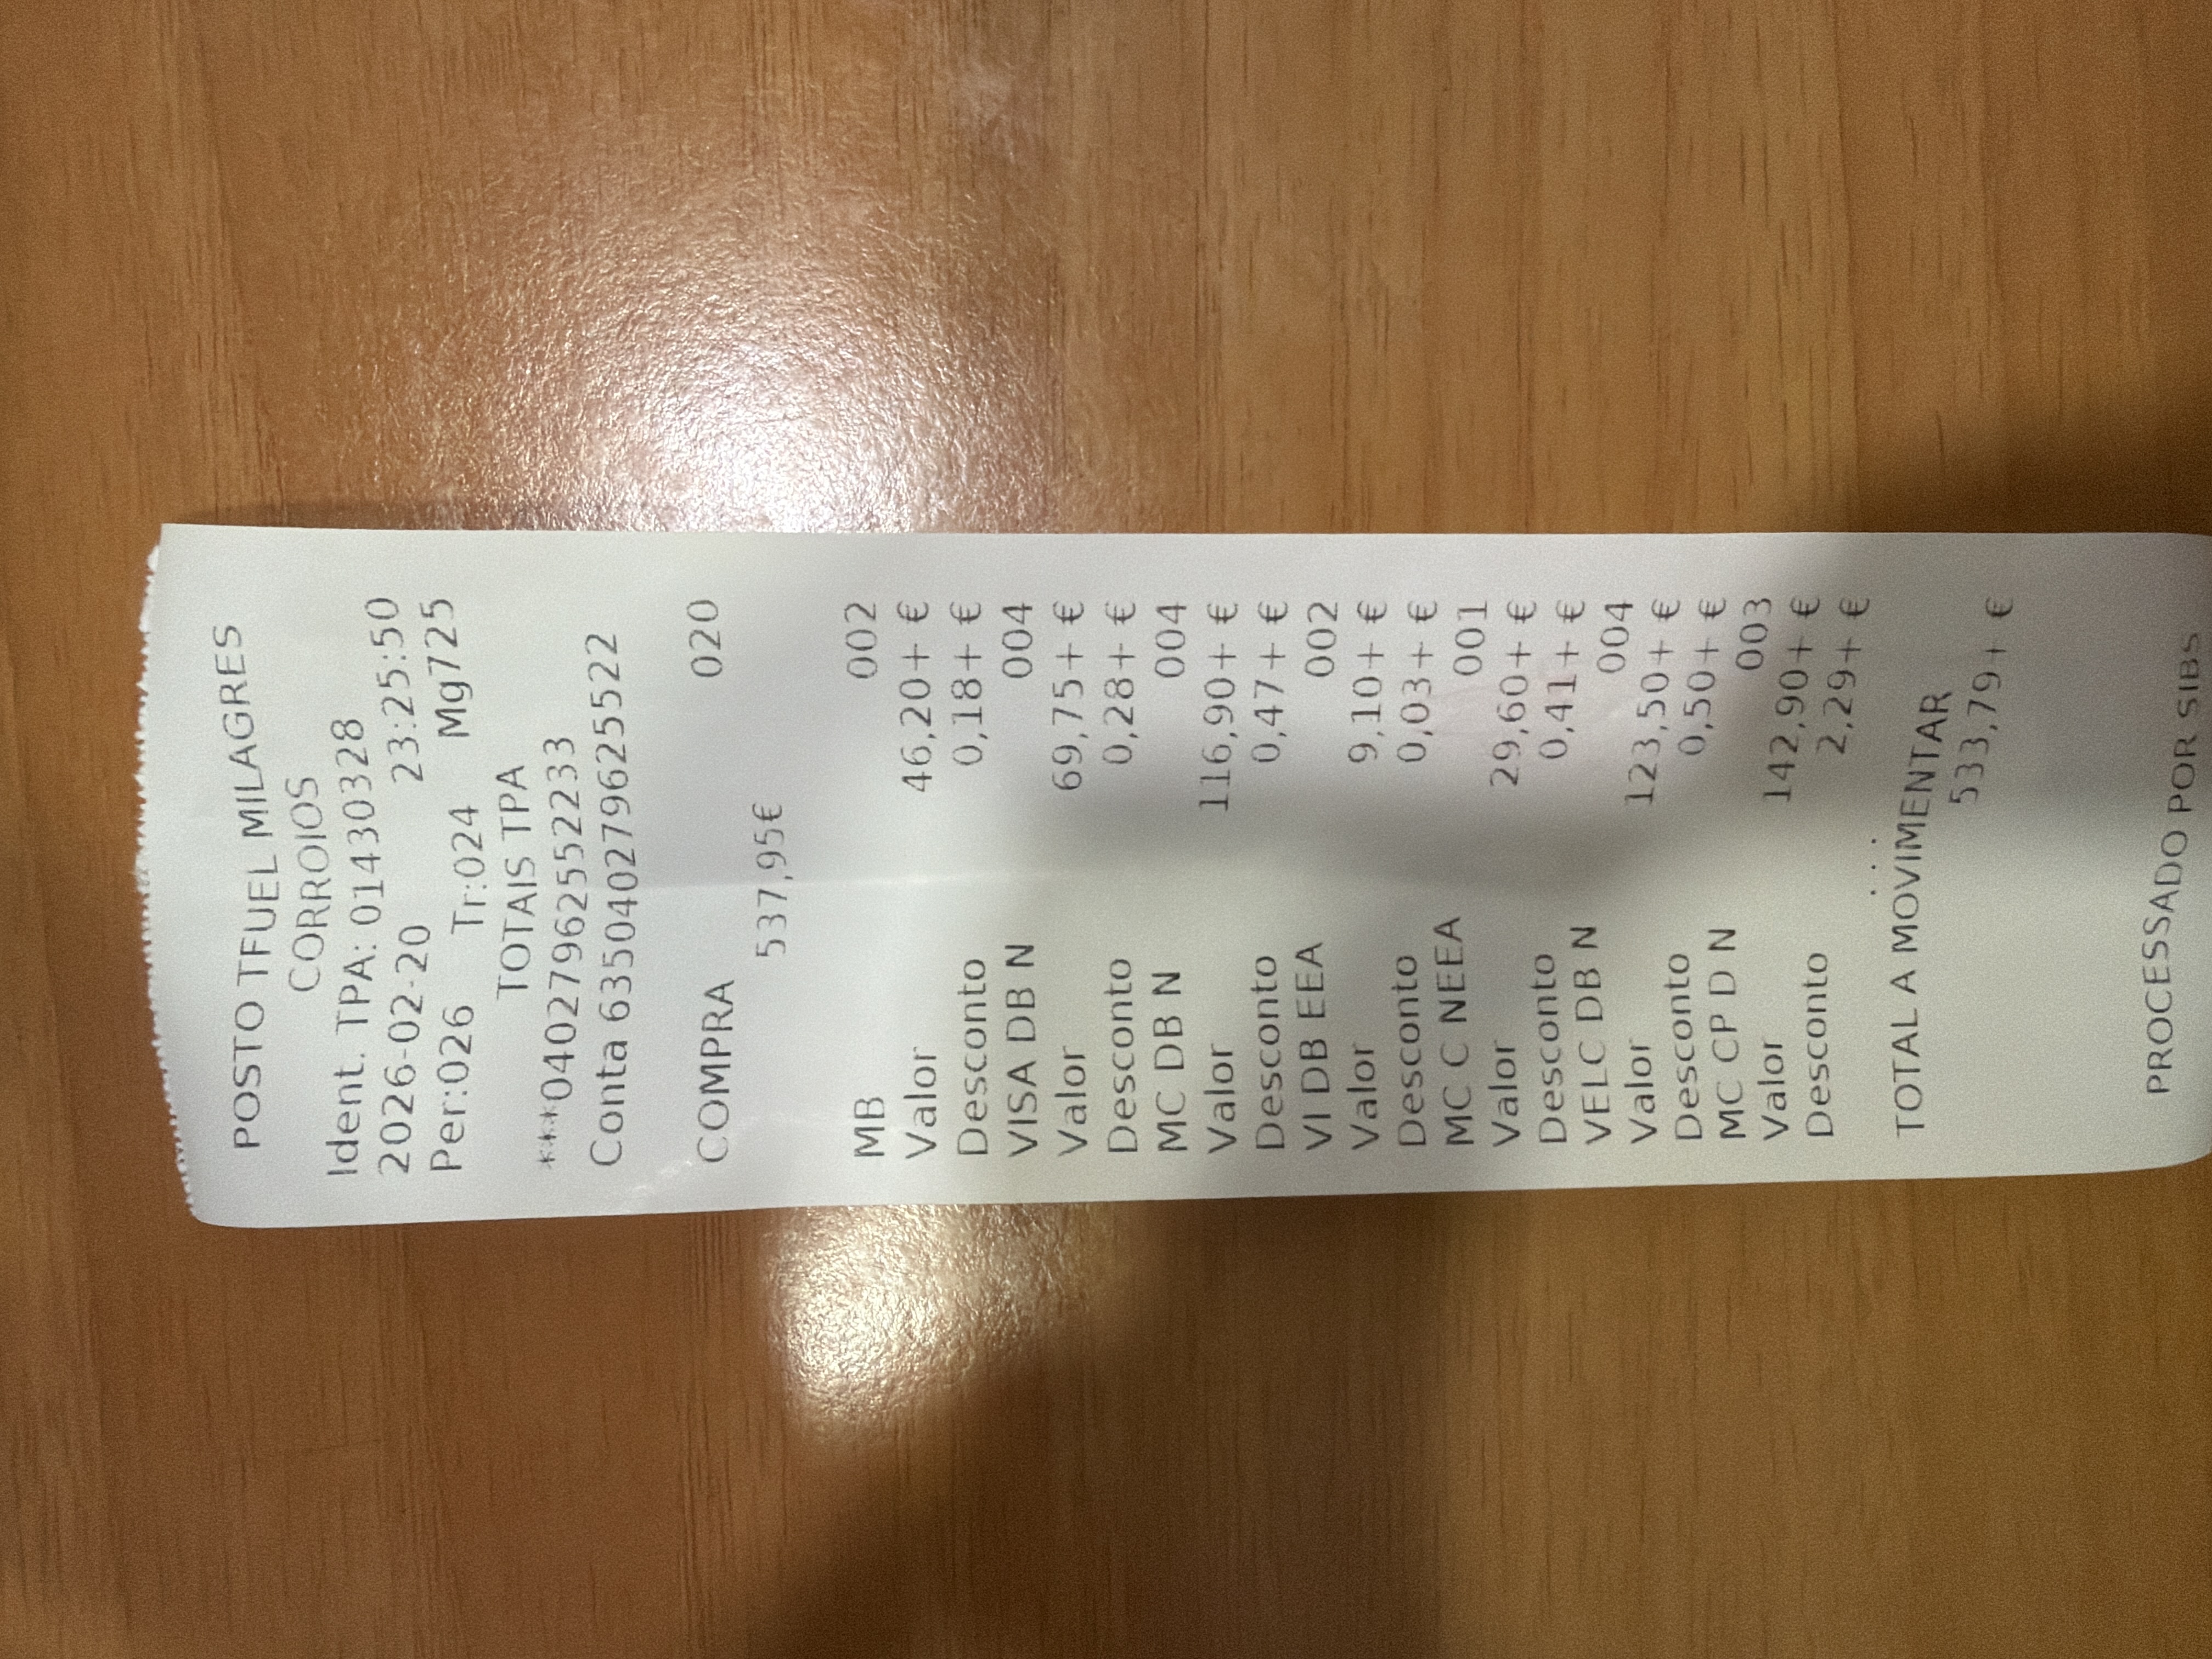 POSTO TFUEL MILAGRES
CORROIOS
Ident. TPA: 01430328
2026-02-20 23:25:50
Per:026 Tr:024 Mg725
TOTAIS TPA
***0402796255522​33
Conta 6350402796255​22
COMPRA 020
537,95€
MB 002
Valor 46,20+ €
Desconto 0,18+ €
VISA DB N 004
Valor 69,75+ €
Desconto 0,28+ €
MC DB N 004
Valor 116,90+ €
Desconto 0,47+ €
VI DB EEA 002
Valor 9,10+ €
Desconto 0,03+ €
MC C NEEA 001
Valor 29,60+ €
Desconto 0,41+ €
VELC DB N 004
Valor 123,50+ €
Desconto 0,50+ €
MC CP D N 003
Valor 142,90+ €
Desconto 2,29+ €
...
TOTAL A MOVIMENTAR
533,79+ €
PROCESSADO POR SIBS